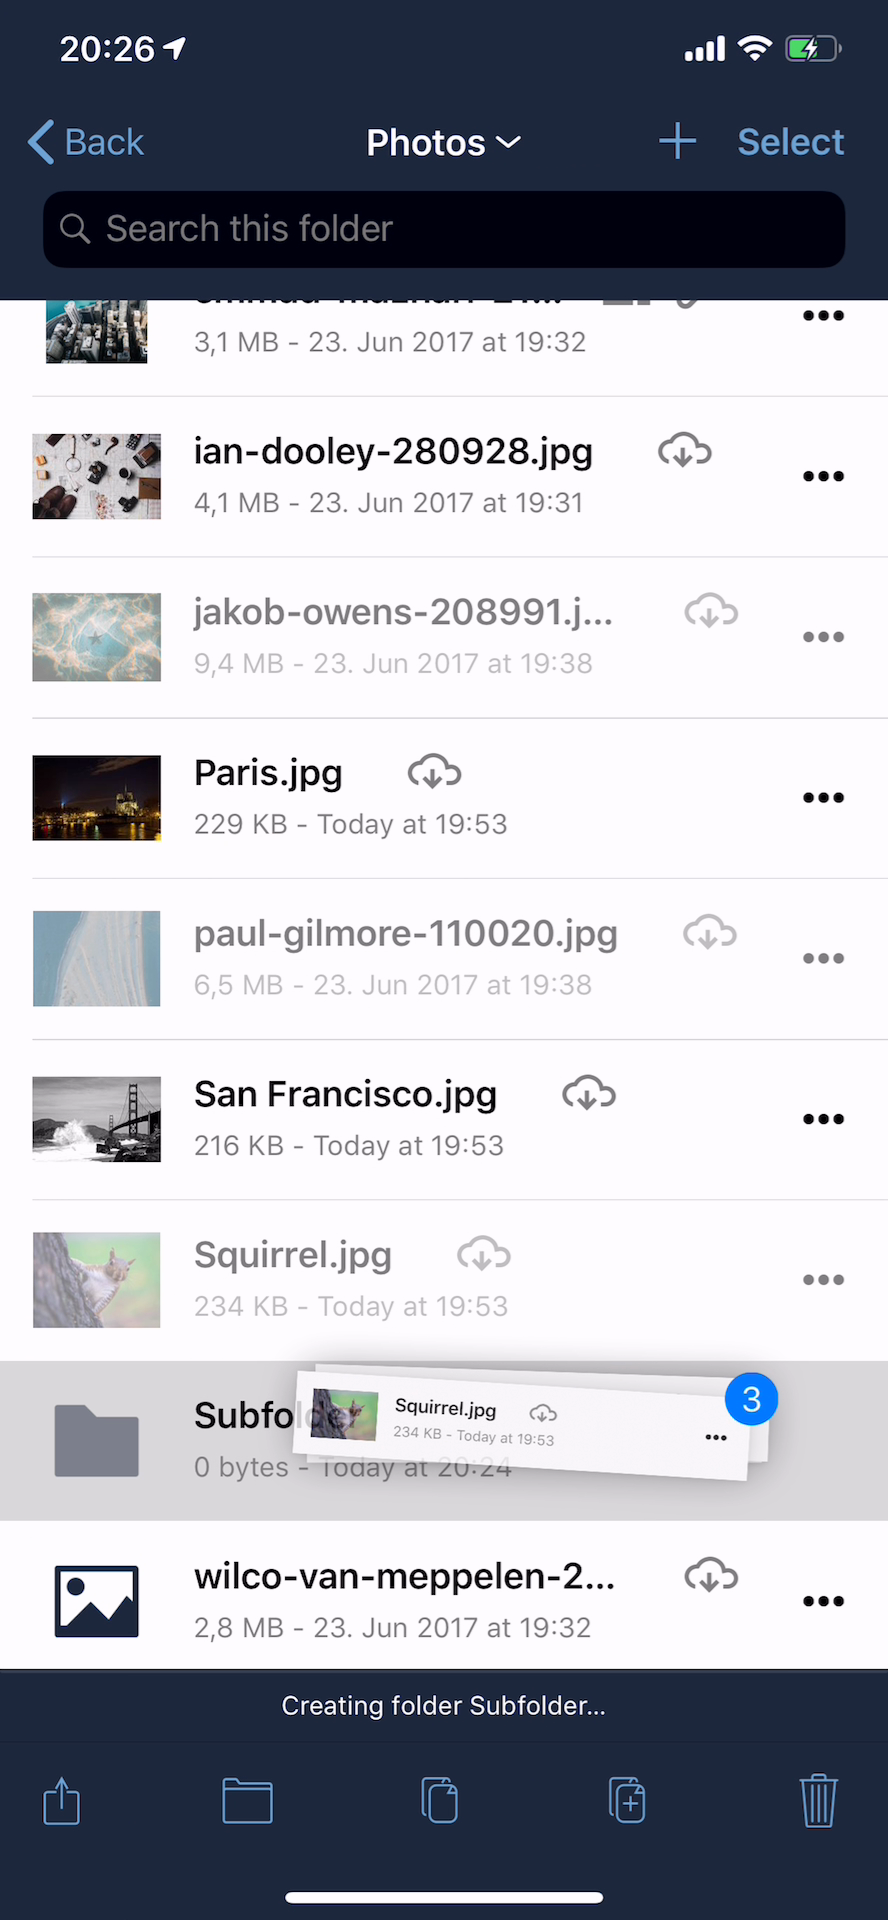 20:26
Back
Photos
Select
Search this folder
3,1 MB - 23. Jun 2017 at 19:32
ian-dooley-280928.jpg
4,1 MB - 23. Jun 2017 at 19:31
jakob-owens-208991.j...
9,4 MB - 23. Jun 2017 at 19:38
Paris.jpg
229 KB - Today at 19:53
paul-gilmore-110020.jpg
6,5 MB - 23. Jun 2017 at 19:38
San Francisco.jpg
216 KB - Today at 19:53
Squirrel.jpg
234 KB - Today at 19:53
3
Squirrel.jpg
234 KB - Today at 19:53
Subfol
0 bytes - Today at 20:24
wilco-van-meppelen-2...
2,8 MB - 23. Jun 2017 at 19:32
Creating folder Subfolder...